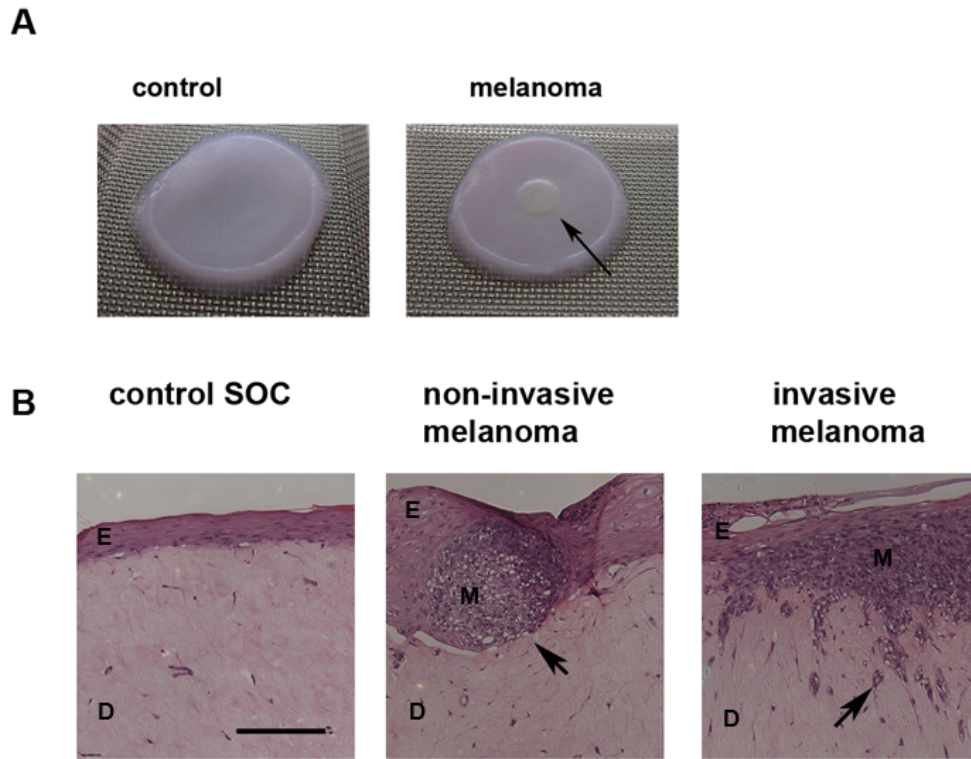 A
control
melanoma
B
control SOC
non-invasive
melanoma
invasive
melanoma
E
D
E
M
D
E
M
D